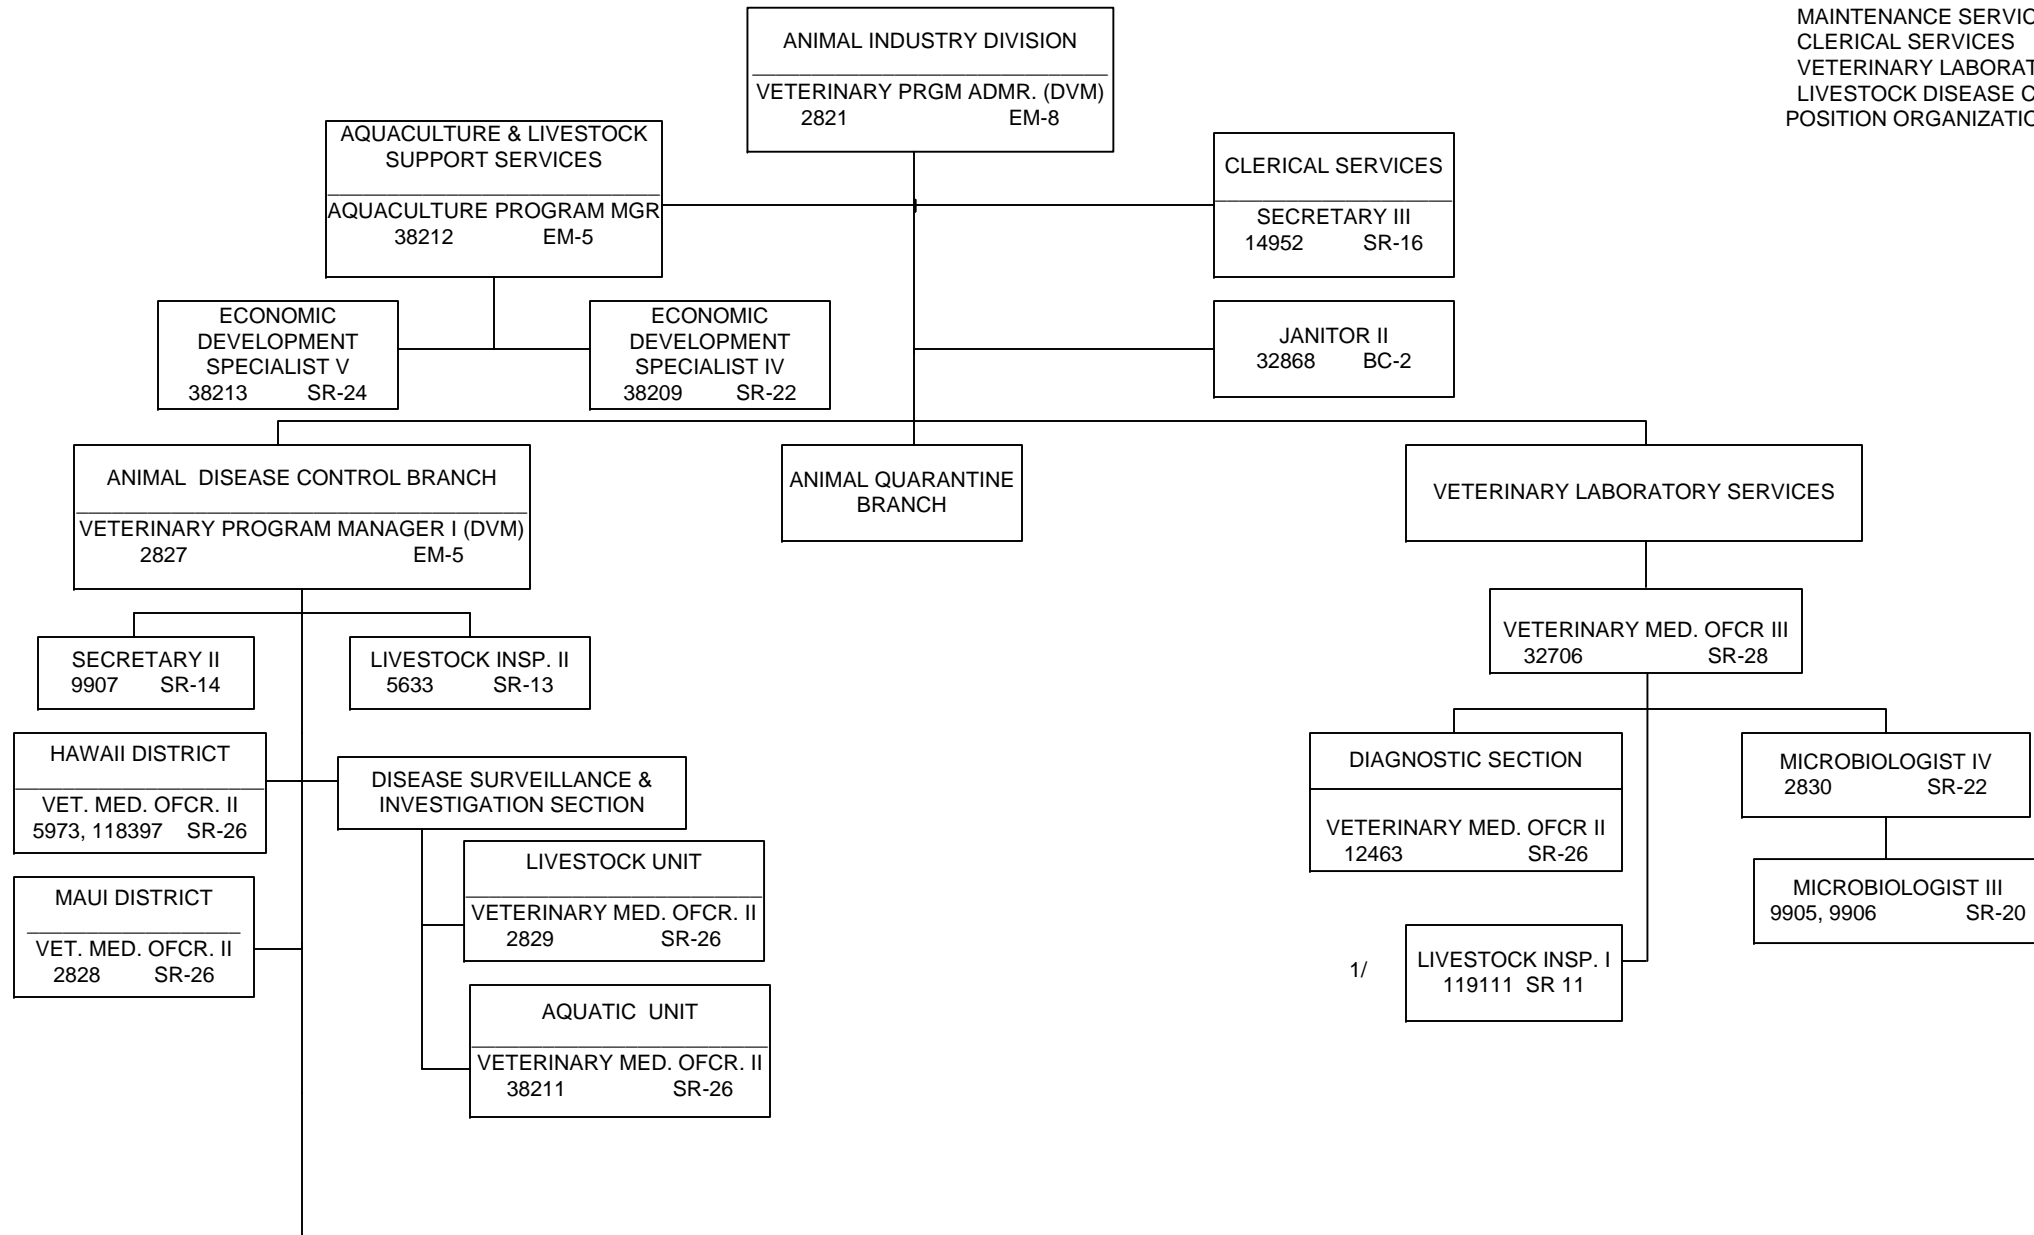 MAINTENANCE SERVIC
CLERICAL SERVICES
VETERINARY LABORAT
LIVESTOCK DISEASE C
POSITION ORGANIZATIO
ANIMAL INDUSTRY DIVISION
VETERINARY PRGM ADMR. (DVM)
2821 EM-8
AQUACULTURE & LIVESTOCK
SUPPORT SERVICES
AQUACULTURE PROGRAM MGR
38212 EM-5
CLERICAL SERVICES
SECRETARY III
14952 SR-16
ECONOMIC
DEVELOPMENT
SPECIALIST V
38213 SR-24
ECONOMIC
DEVELOPMENT
SPECIALIST IV
38209 SR-22
JANITOR II
32868 BC-2
ANIMAL DISEASE CONTROL BRANCH
VETERINARY PROGRAM MANAGER I (DVM)
2827 EM-5
ANIMAL QUARANTINE
BRANCH
VETERINARY LABORATORY SERVICES
VETERINARY MED. OFCR III
32706 SR-28
SECRETARY II
9907 SR-14
LIVESTOCK INSP. II
5633 SR-13
HAWAII DISTRICT
VET. MED. OFCR. II
5973, 118397 SR-26
DISEASE SURVEILLANCE &
INVESTIGATION SECTION
DIAGNOSTIC SECTION
VETERINARY MED. OFCR II
12463 SR-26
MICROBIOLOGIST IV
2830 SR-22
LIVESTOCK UNIT
VETERINARY MED. OFCR. II
2829 SR-26
MAUI DISTRICT
VET. MED. OFCR. II
2828 SR-26
MICROBIOLOGIST III
9905, 9906 SR-20
1/
LIVESTOCK INSP. I
119111 SR 11
AQUATIC UNIT
VETERINARY MED. OFCR. II
38211 SR-26